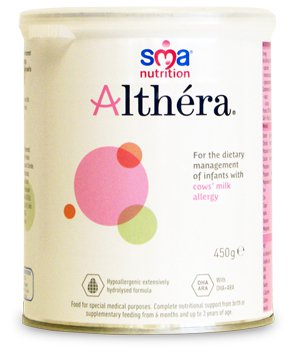 sma
nutrition
Althéra®
For the dietary
management
of infants with
cows' milk
allergy
450g℮
Hypoallergenic extensively
hydrolysed formula
DHA
ARA
With
DHA+ARA
Food for special medical purposes. Complete nutritional support from birth or
supplementary feeding from 6 months and up to 3 years of age.